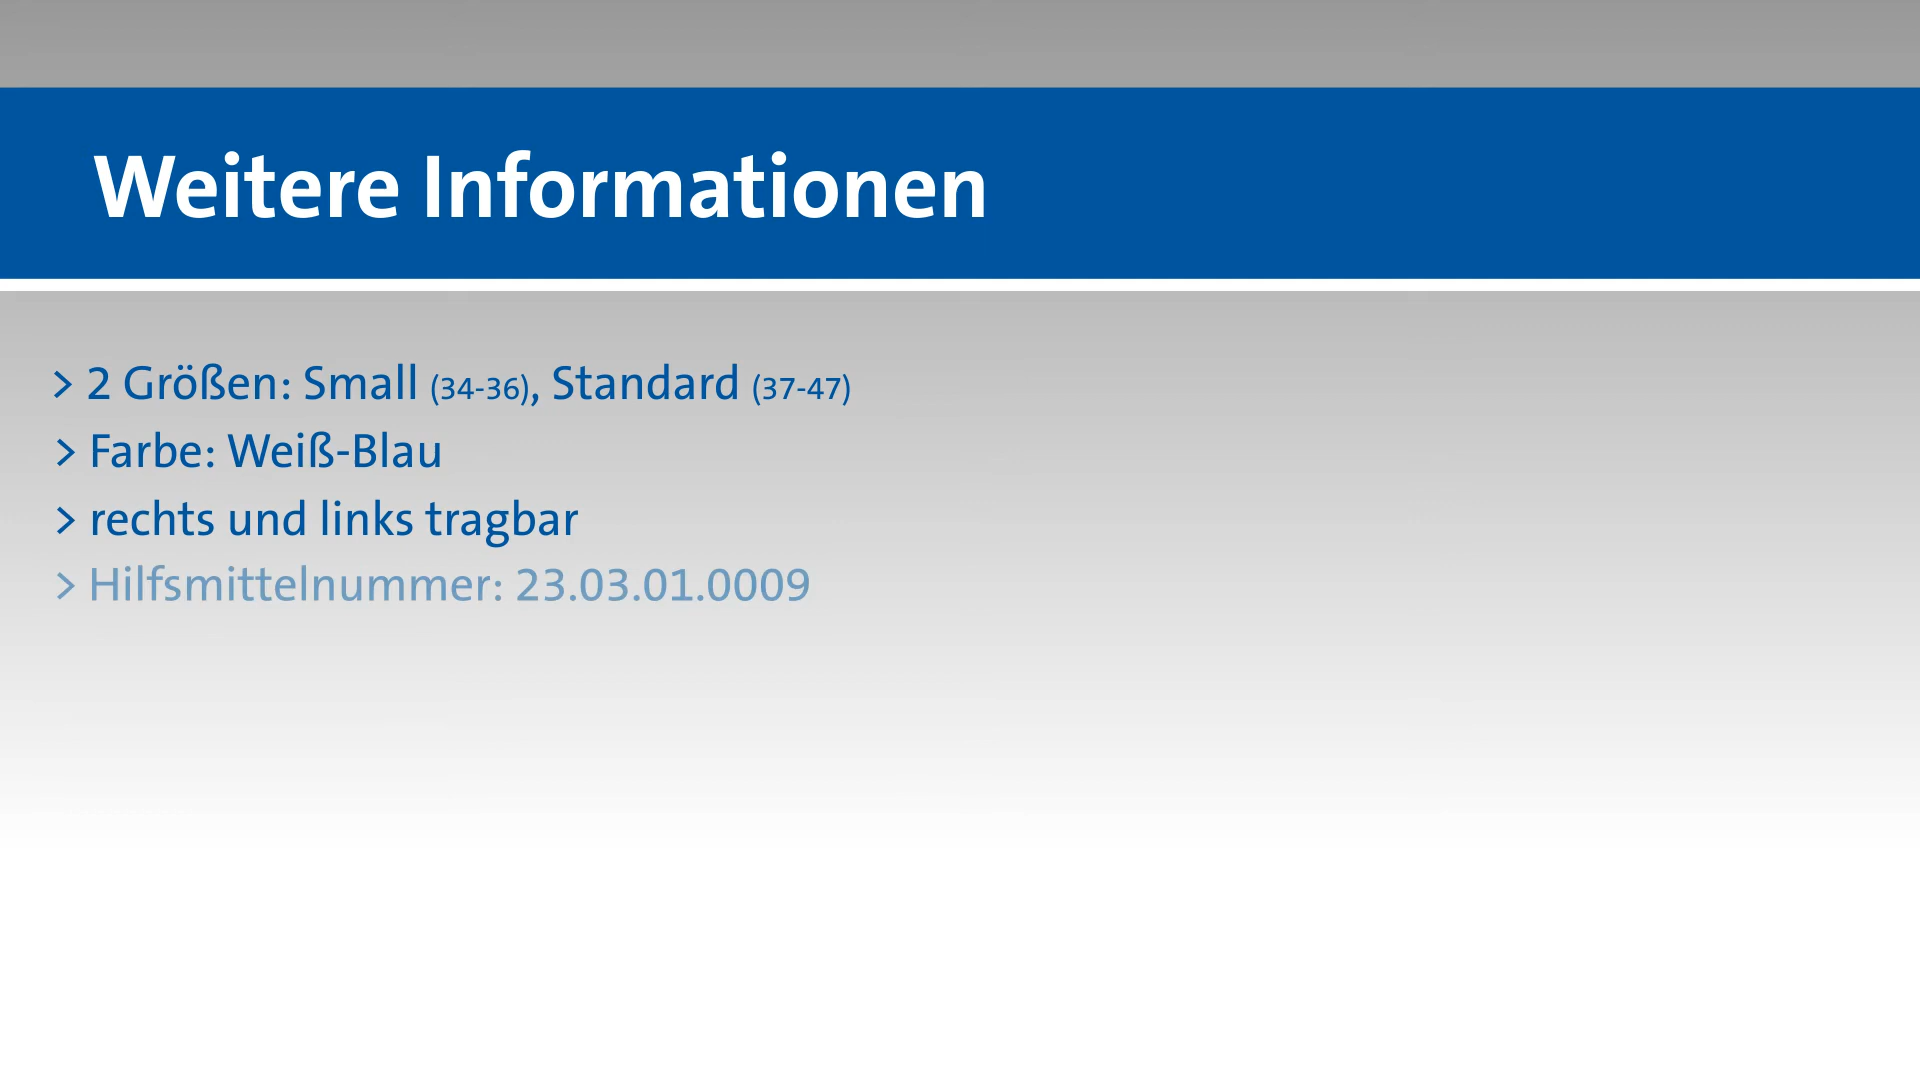 Weitere Informationen
> 2 Größen: Small (34-36), Standard (37-47)
> Farbe: Weiß-Blau
> rechts und links tragbar
> Hilfsmittelnummer: 23.03.01.0009